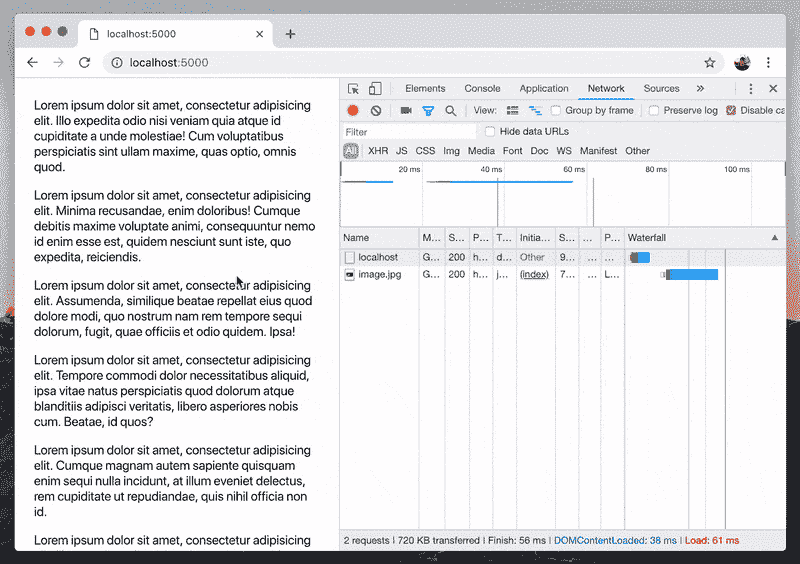 localhost:5000
localhost:5000
Lorem ipsum dolor sit amet, consectetur adipisicing
elit. Illo expedita odio nisi veniam quia atque id
cupiditate a unde molestiae! Cum voluptatibus
perspiciatis sint ullam maxime, quas optio, omnis
quod.
Lorem ipsum dolor sit amet, consectetur adipisicing
elit. Minima recusandae, enim doloribus! Cumque
debitis maxime voluptate animi, consequuntur nemo
id enim esse est, quidem nesciunt sunt iste, quo
expedita, reiciendis.
Lorem ipsum dolor sit amet, consectetur adipisicing
elit. Assumenda, similique beatae repellat eius quod
dolore modi, quo nostrum nam rem tempore sequi
dolorum, fugit, quae officiis et odio quidem. Ipsa!
Lorem ipsum dolor sit amet, consectetur adipisicing
elit. Tempore commodi dolor necessitatibus aliquid,
ipsa vitae natus perspiciatis quod dolorum atque
blanditiis adipisci veritatis, libero asperiores nobis
cum. Beatae, id quos?
Lorem ipsum dolor sit amet, consectetur adipisicing
elit. Cumque magnam autem sapiente quisquam
enim sequi nulla incidunt, at illum eveniet delectus,
rem cupiditate ut repudiandae, quis nihil officia non
id.
Lorem ipsum dolor sit amet, consectetur adipisicing
Elements Console Application Network Sources »
View: Group by frame Preserve log Disable ca
Filter Hide data URLs
All XHR JS CSS Img Media Font Doc WS Manifest Other
20 ms 40 ms 60 ms 80 ms 100 ms
Name M... S... P... T... Initia... S... ... P... Waterfall
localhost G... 200 h... d... Other 9... ... ...
image.jpg G... 200 h... j... (index) 7... ... L...
2 requests | 720 KB transferred | Finish: 56 ms | DOMContentLoaded: 38 ms | Load: 61 ms